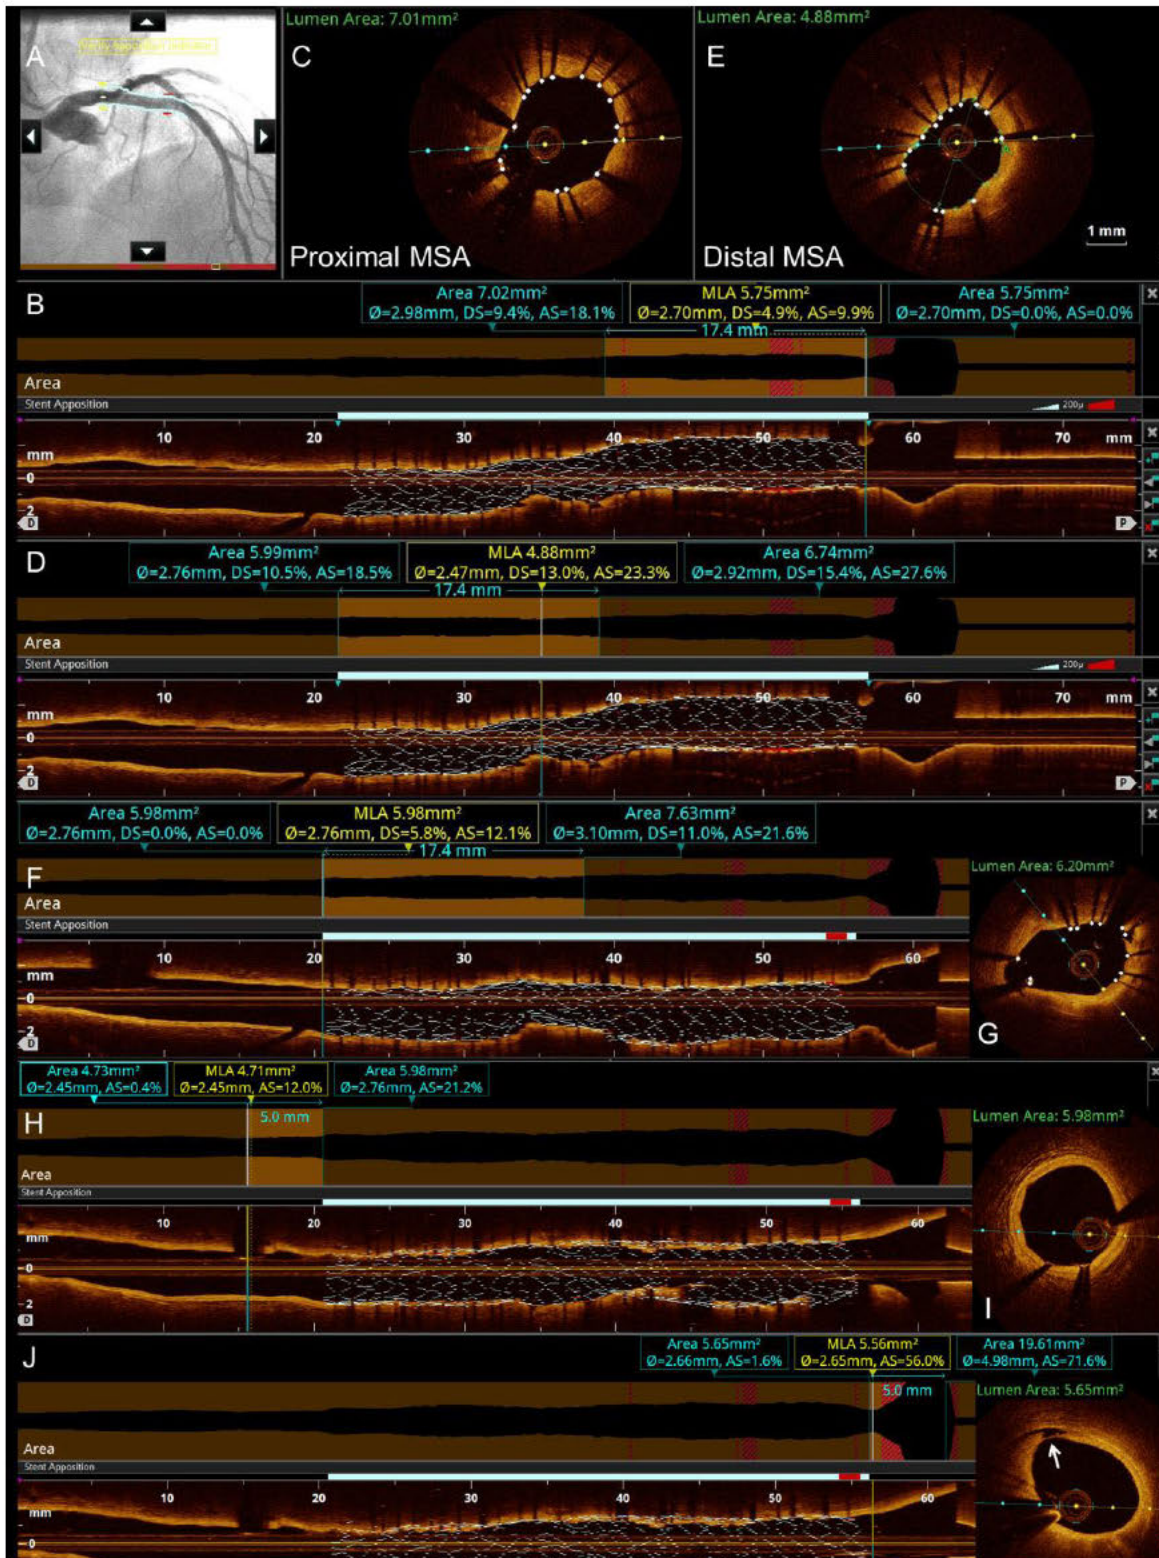 A
C
E
Lumen Area: 7.01mm²
Lumen Area: 4.88mm²
Proximal MSA
Distal MSA
1 mm
B
Area 7.02mm²
Ø=2.98mm, DS=9.4%, AS=18.1%
MLA 5.75mm²
Ø=2.70mm, DS=4.9%, AS=9.9%
Area 5.75mm²
Ø=2.70mm, DS=0.0%, AS=0.0%
17.4 mm
Area
Stent Apposition
200µ
10 20 30 40 50 60 70 mm
mm
0
2
D
P
D
Area 5.99mm²
Ø=2.76mm, DS=10.5%, AS=18.5%
MLA 4.88mm²
Ø=2.47mm, DS=13.0%, AS=23.3%
Area 6.74mm²
Ø=2.92mm, DS=15.4%, AS=27.6%
17.4 mm
Area
Stent Apposition
200µ
10 20 30 40 50 60 70 mm
mm
0
2
D
P
Area 5.98mm²
Ø=2.76mm, DS=0.0%, AS=0.0%
MLA 5.98mm²
Ø=2.76mm, DS=5.8%, AS=12.1%
Area 7.63mm²
Ø=3.10mm, DS=11.0%, AS=21.6%
17.4 mm
F
Area
Stent Apposition
10 20 30 40 50 60
mm
0
2
D
Lumen Area: 6.20mm²
G
Area 4.73mm²
Ø=2.45mm, AS=0.4%
MLA 4.71mm²
Ø=2.45mm, AS=12.0%
Area 5.98mm²
Ø=2.76mm, AS=21.2%
5.0 mm
H
Area
Stent Apposition
10 20 30 40 50 60
mm
0
2
D
Lumen Area: 5.98mm²
I
J
Area 5.65mm²
Ø=2.66mm, AS=1.6%
MLA 5.56mm²
Ø=2.65mm, AS=56.0%
Area 19.61mm²
Ø=4.98mm, AS=71.6%
5.0 mm
Lumen Area: 5.65mm²
Area
Stent Apposition
10 20 30 40 50 60
mm
0